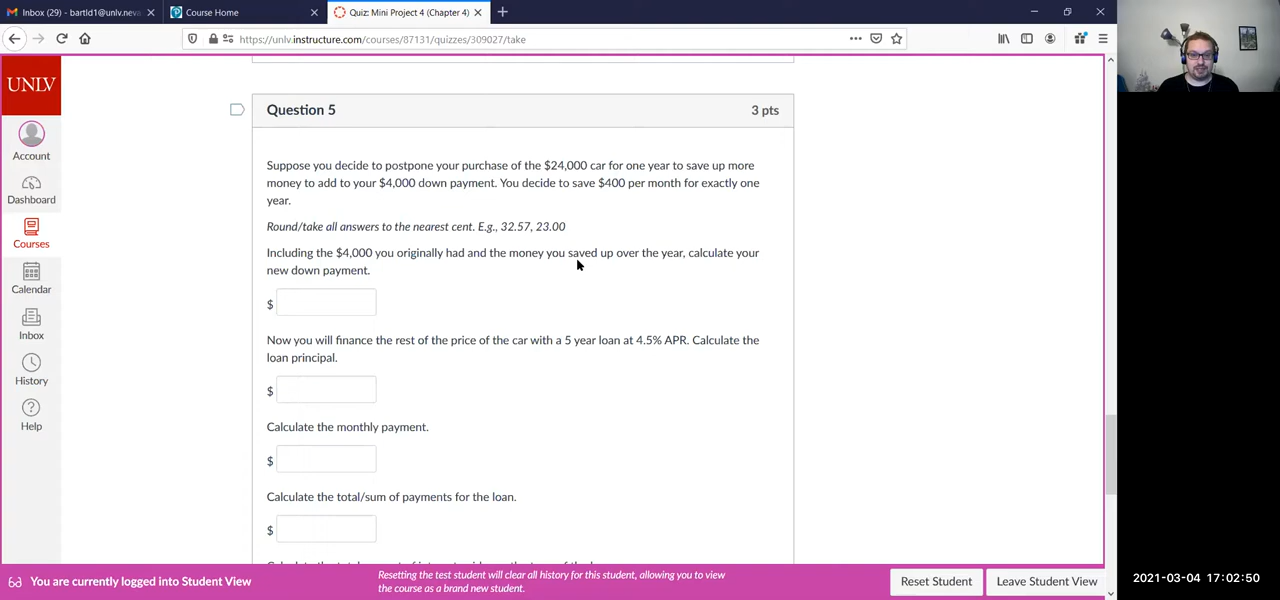 Inbox (29) - bartld1@unlv.neva
Course Home
Quiz: Mini Project 4 (Chapter 4)
https://unlv.instructure.com/courses/87131/quizzes/309027/take
UNLV
Account
Dashboard
Courses
Calendar
Inbox
History
Help
Question 5
3 pts
Suppose you decide to postpone your purchase of the $24,000 car for one year to save up more
money to add to your $4,000 down payment. You decide to save $400 per month for exactly one
year.
Round/take all answers to the nearest cent. E.g., 32.57, 23.00
Including the $4,000 you originally had and the money you saved up over the year, calculate your
new down payment.
$
Now you will finance the rest of the price of the car with a 5 year loan at 4.5% APR. Calculate the
loan principal.
$
Calculate the monthly payment.
$
Calculate the total/sum of payments for the loan.
$
You are currently logged into Student View
Resetting the test student will clear all history for this student, allowing you to view
the course as a brand new student.
Reset Student
Leave Student View
2021-03-04 17:02:50